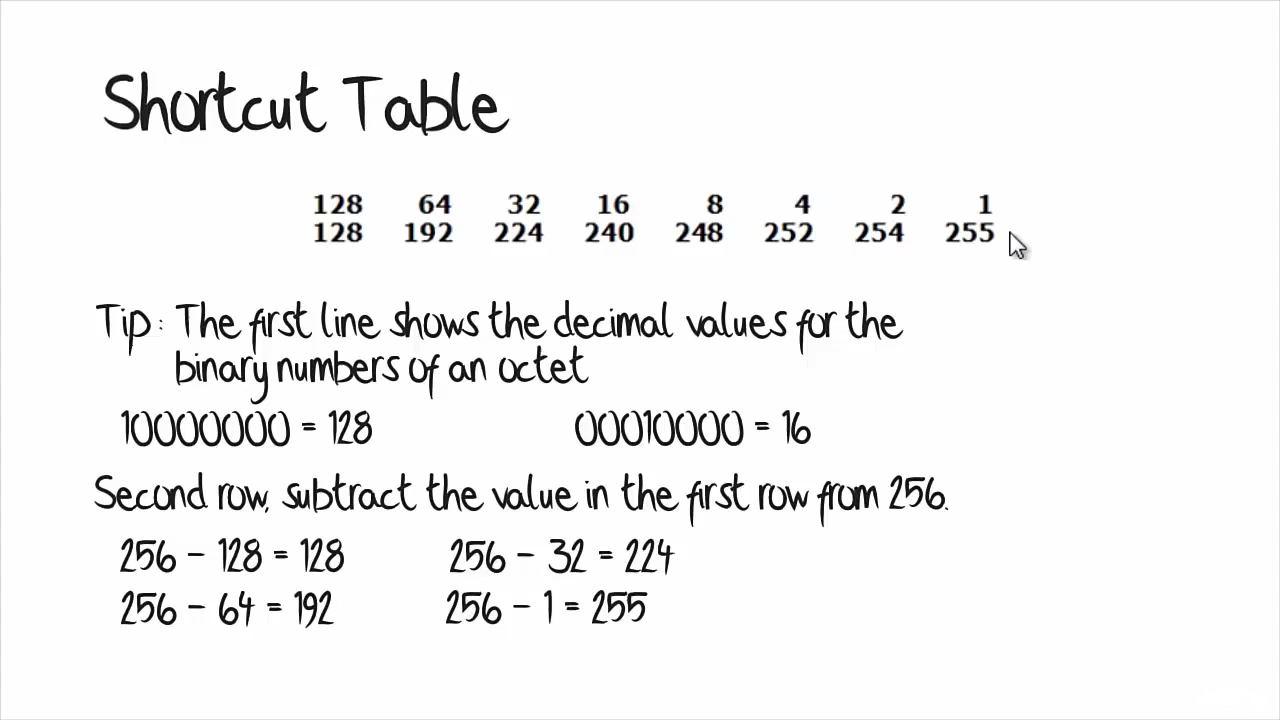 Shortcut Table
128 64 32 16 8 4 2 1
128 192 224 240 248 252 254 255
Tip: The first line shows the decimal values for the
binary numbers of an octet
10000000 = 128 00010000 = 16
Second row, subtract the value in the first row from 256.
256 - 128 = 128 256 - 32 = 224
256 - 64 = 192 256 - 1 = 255